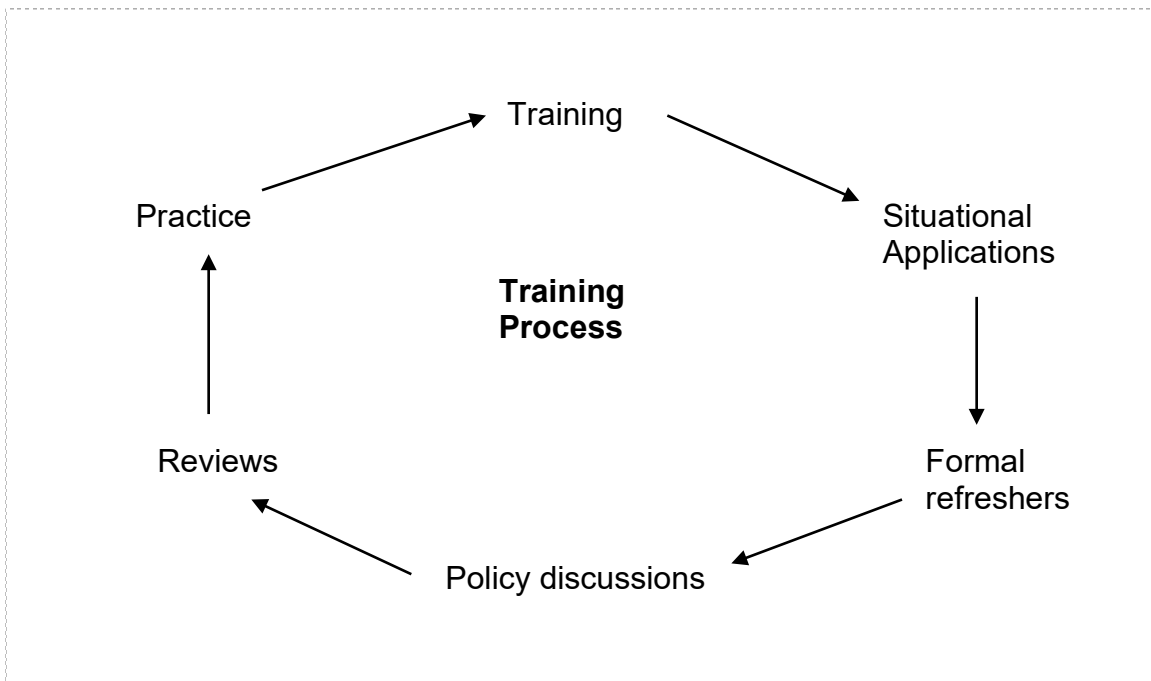 Training
Practice
Situational
Applications
Training
Process
Reviews
Formal
refreshers
Policy discussions